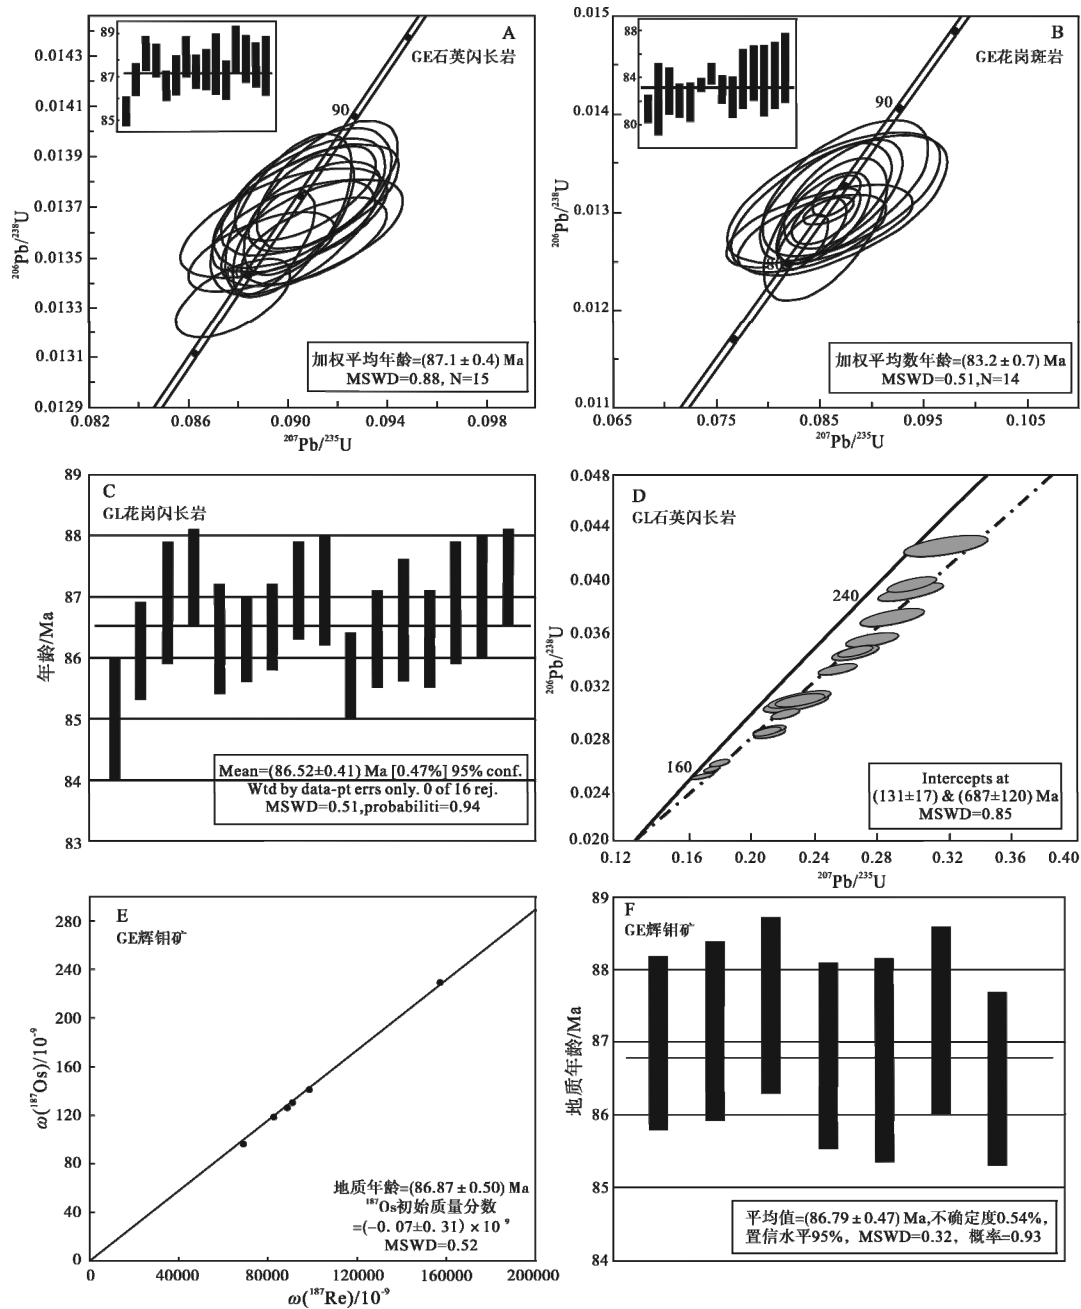 A
GE石英闪长岩
89
87
85
90
0.0143
0.0141
0.0139
0.0137
0.0135
0.0133
0.0131
0.0129
²⁰⁶Pb/²³⁸U
加权平均年龄=(87.1±0.4) Ma
MSWD=0.88, N=15
0.082
0.086
0.090
0.094
0.098
²⁰⁷Pb/²³⁵U
B
GE花岗斑岩
88
84
80
90
80
0.015
0.014
0.013
0.012
0.011
²⁰⁶Pb/²³⁸U
加权平均数年龄=(83.2±0.7) Ma
MSWD=0.51,N=14
0.065
0.075
0.085
0.095
0.105
²⁰⁷Pb/²³⁵U
C
GL花岗闪长岩
89
88
87
86
85
84
83
年龄/Ma
Mean=(86.52±0.41) Ma [0.47%] 95% conf.
Wtd by data-pt errs only. 0 of 16 rej.
MSWD=0.51,probabiliti=0.94
D
GL石英闪长岩
0.048
0.044
0.040
0.036
0.032
0.028
0.024
0.020
²⁰⁶Pb/²³⁸U
240
160
Intercepts at
(131±17) & (687±120) Ma
MSWD=0.85
0.12
0.16
0.20
0.24
0.28
0.32
0.36
0.40
²⁰⁷Pb/²³⁵U
E
GE辉钼矿
280
240
200
160
120
80
40
0
ω(¹⁸⁷Os)/10⁻⁹
地质年龄=(86.87±0.50) Ma
¹⁸⁷Os初始质量分数
=(-0.07±0.31)×10⁻⁹
MSWD=0.52
0
40000
80000
120000
160000
200000
ω(¹⁸⁷Re)/10⁻⁹
F
GE辉钼矿
89
88
87
86
85
84
地质年龄/Ma
平均值=(86.79±0.47) Ma,不确定度0.54%,
置信水平95%, MSWD=0.32, 概率=0.93